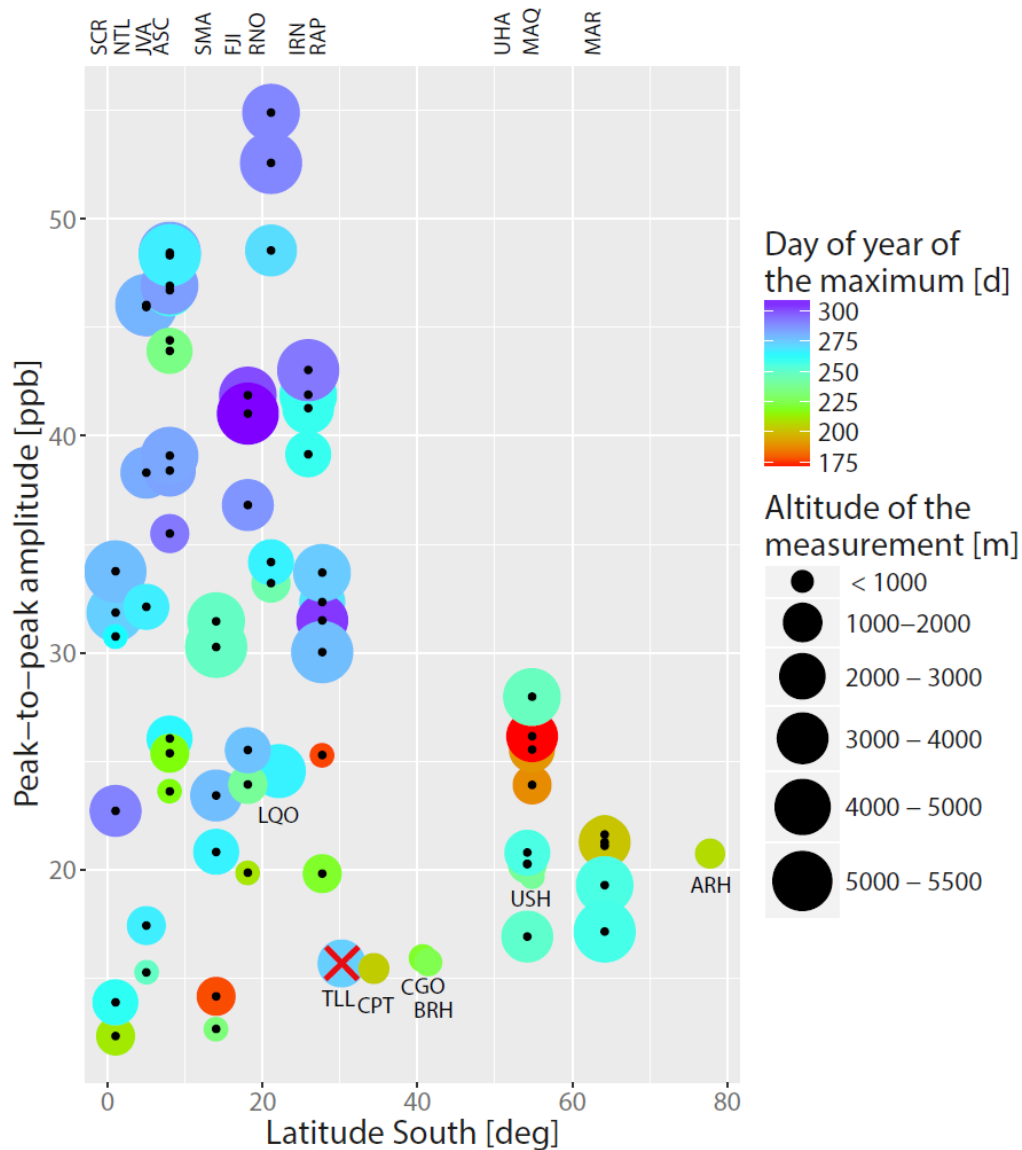 SCR NTL JVA ASC SMA FJI RNO IRN RAP UHA MAQ MAR
Peak−to−peak amplitude [ppb]
50
40
30
20
LQO
USH
ARH
TLL
CPT
CGO
BRH
0 20 40 60 80
Latitude South [deg]
Day of year of
the maximum [d]
300
275
250
225
200
175
Altitude of the
measurement [m]
< 1000
1000−2000
2000 − 3000
3000 − 4000
4000 − 5000
5000 − 5500